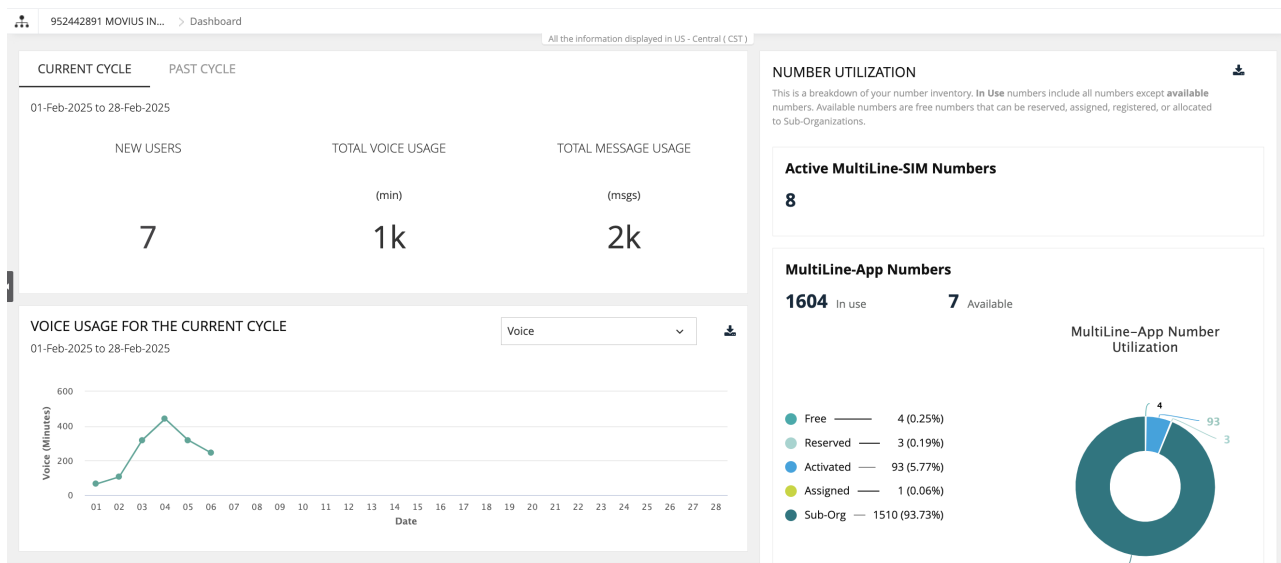 952442891 MOVIUS IN... > Dashboard
All the information displayed in US - Central ( CST )
CURRENT CYCLE PAST CYCLE
01-Feb-2025 to 28-Feb-2025
NEW USERS TOTAL VOICE USAGE TOTAL MESSAGE USAGE
(min) (msgs)
7 1k 2k
VOICE USAGE FOR THE CURRENT CYCLE
01-Feb-2025 to 28-Feb-2025
Voice
600
400
200
0
Voice (Minutes)
01 02 03 04 05 06 07 08 09 10 11 12 13 14 15 16 17 18 19 20 21 22 23 24 25 26 27 28
Date
NUMBER UTILIZATION
This is a breakdown of your number inventory. In Use numbers include all numbers except available
numbers. Available numbers are free numbers that can be reserved, assigned, registered, or allocated
to Sub-Organizations.
Active MultiLine-SIM Numbers
8
MultiLine-App Numbers
1604 In use 7 Available
MultiLine-App Number
Utilization
Free 4 (0.25%)
Reserved 3 (0.19%)
Activated 93 (5.77%)
Assigned 1 (0.06%)
Sub-Org 1510 (93.73%)
4
93
3